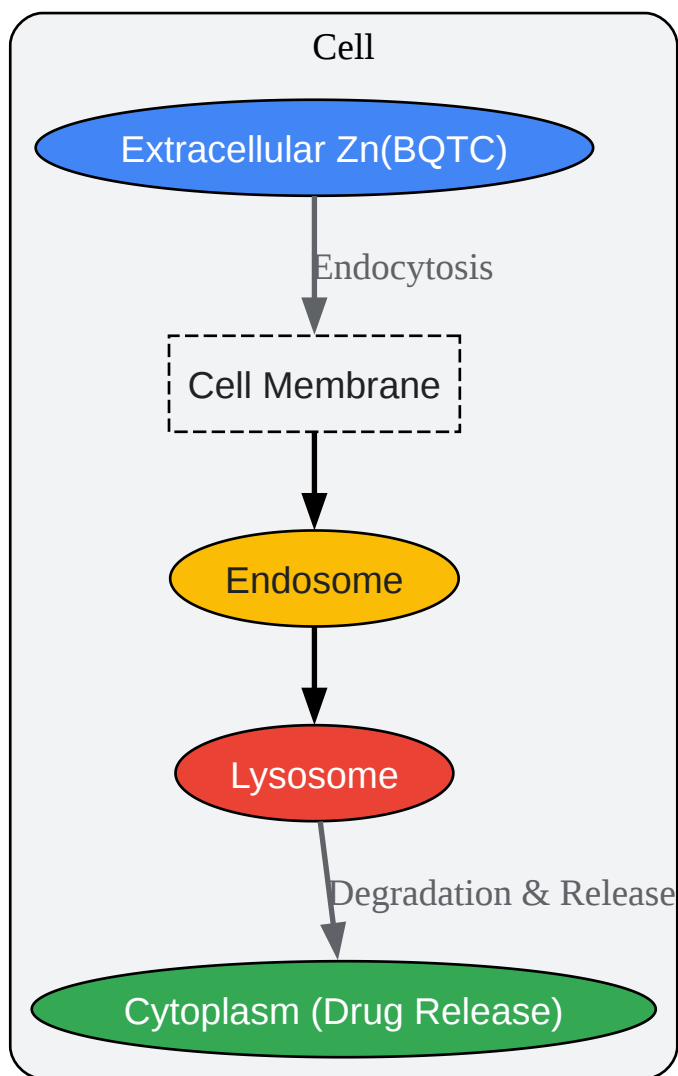 Cell
Extracellular Zn(BQTC)
Endocytosis
Cell Membrane
Endosome
Lysosome
Degradation & Release
Cytoplasm (Drug Release)